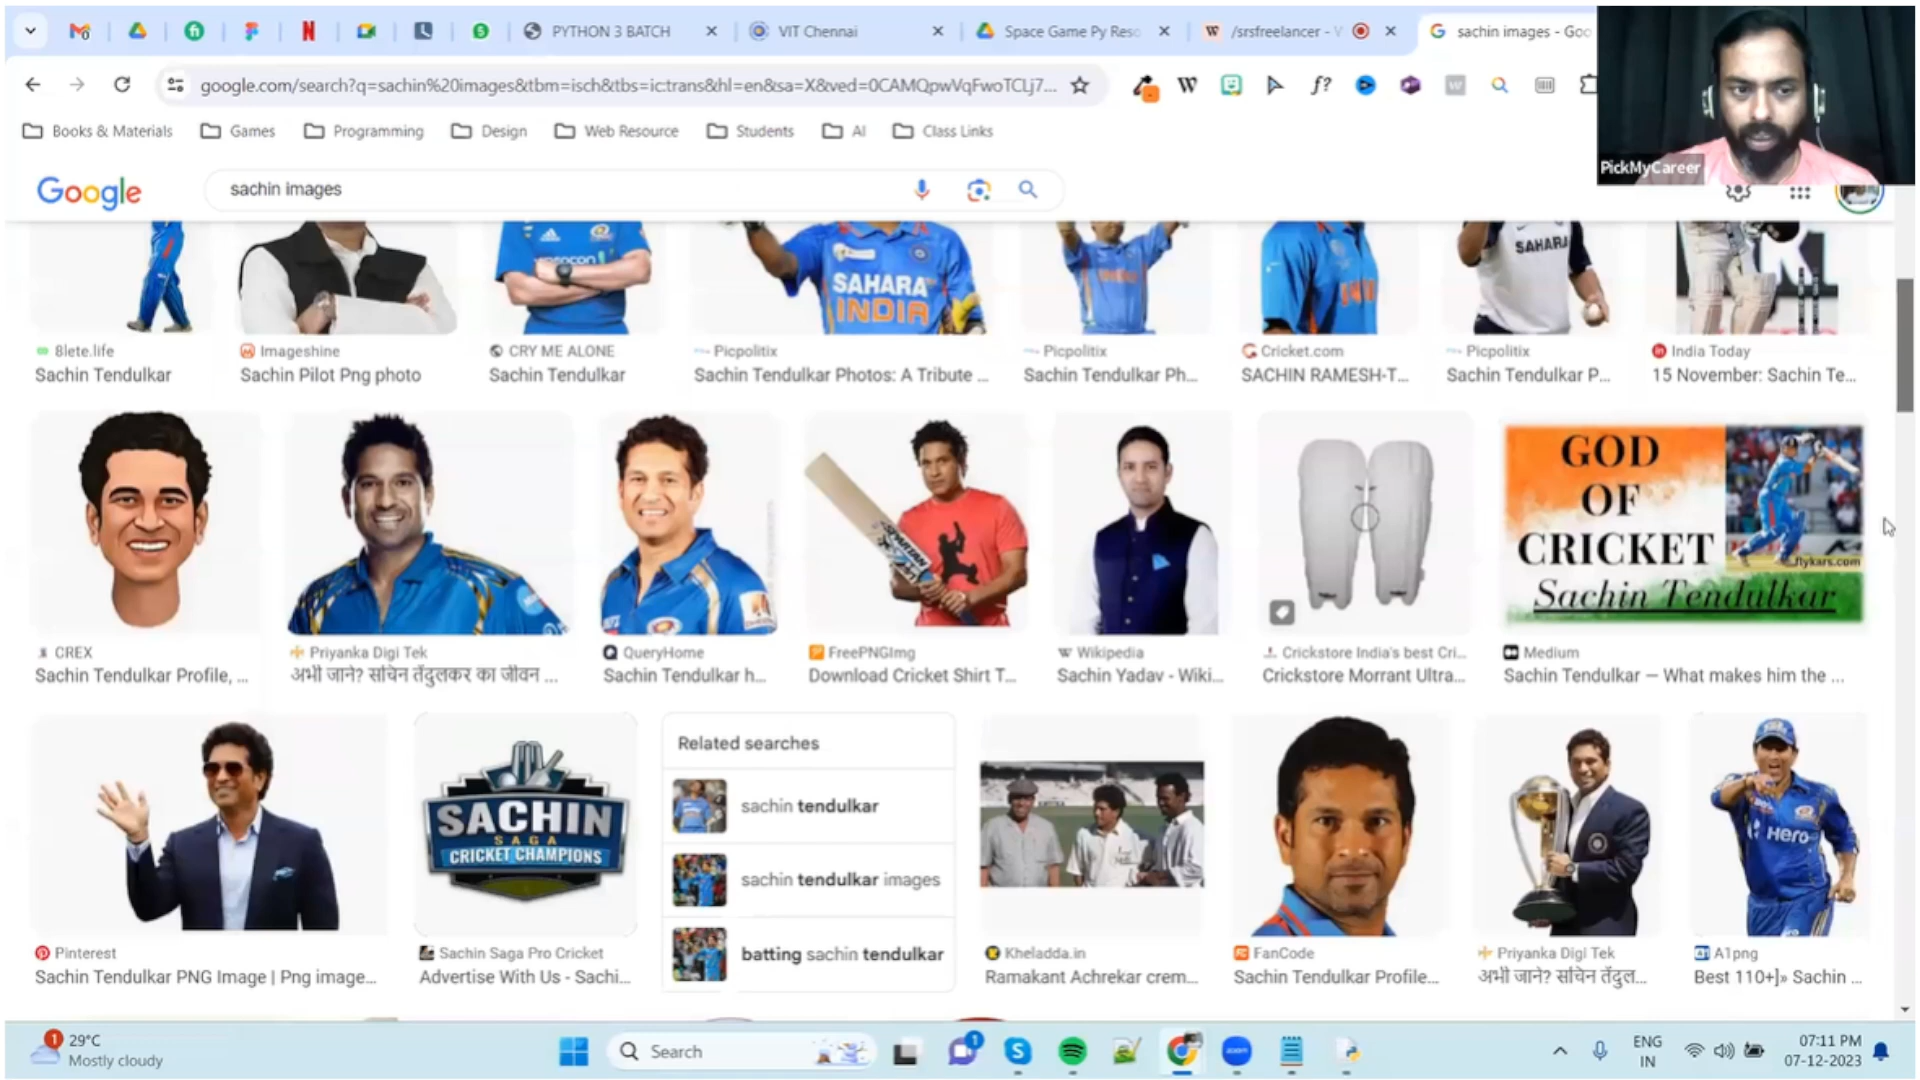 PYTHON 3 BATCH
VIT Chennai
Space Game Py Reso
/srsfreelancer - V
sachin images - Goo
google.com/search?q=sachin%20images&tbm=isch&tbs=ic:trans&hl=en&sa=X&ved=0CAMQpwVqFwoTCLj7...
Books & Materials
Games
Programming
Design
Web Resource
Students
AI
Class Links
PickMyCareer
Google
sachin images
SAHARA
INDIA
SAHARA
8lete.life
Sachin Tendulkar
Imageshine
Sachin Pilot Png photo
CRY ME ALONE
Sachin Tendulkar
Picpolitix
Sachin Tendulkar Photos: A Tribute ...
Picpolitix
Sachin Tendulkar Ph...
Cricket.com
SACHIN RAMESH-T...
Picpolitix
Sachin Tendulkar P...
India Today
15 November: Sachin Te...
SPARTAN
GOD
OF
CRICKET
flykars.com
Sachin Tendulkar
CREX
Sachin Tendulkar Profile, ...
Priyanka Digi Tek
अभी जाने? सचिन तेंदुलकर का जीवन ...
QueryHome
Sachin Tendulkar h...
FreePNGImg
Download Cricket Shirt T...
Wikipedia
Sachin Yadav - Wiki...
Crickstore India's best Cri...
Crickstore Morrant Ultra...
Medium
Sachin Tendulkar — What makes him the ...
SACHIN
SAGA
CRICKET CHAMPIONS
Related searches
sachin tendulkar
sachin tendulkar images
batting sachin tendulkar
Hero
Pinterest
Sachin Tendulkar PNG Image | Png image...
Sachin Saga Pro Cricket
Advertise With Us - Sachi...
Kheladda.in
Ramakant Achrekar crem...
FanCode
Sachin Tendulkar Profile...
Priyanka Digi Tek
अभी जाने? सचिन तेंदुल...
A1png
Best 110+]» Sachin ...
1
29°C
Mostly cloudy
Search
1
zoom
ENG
IN
07:11 PM
07-12-2023